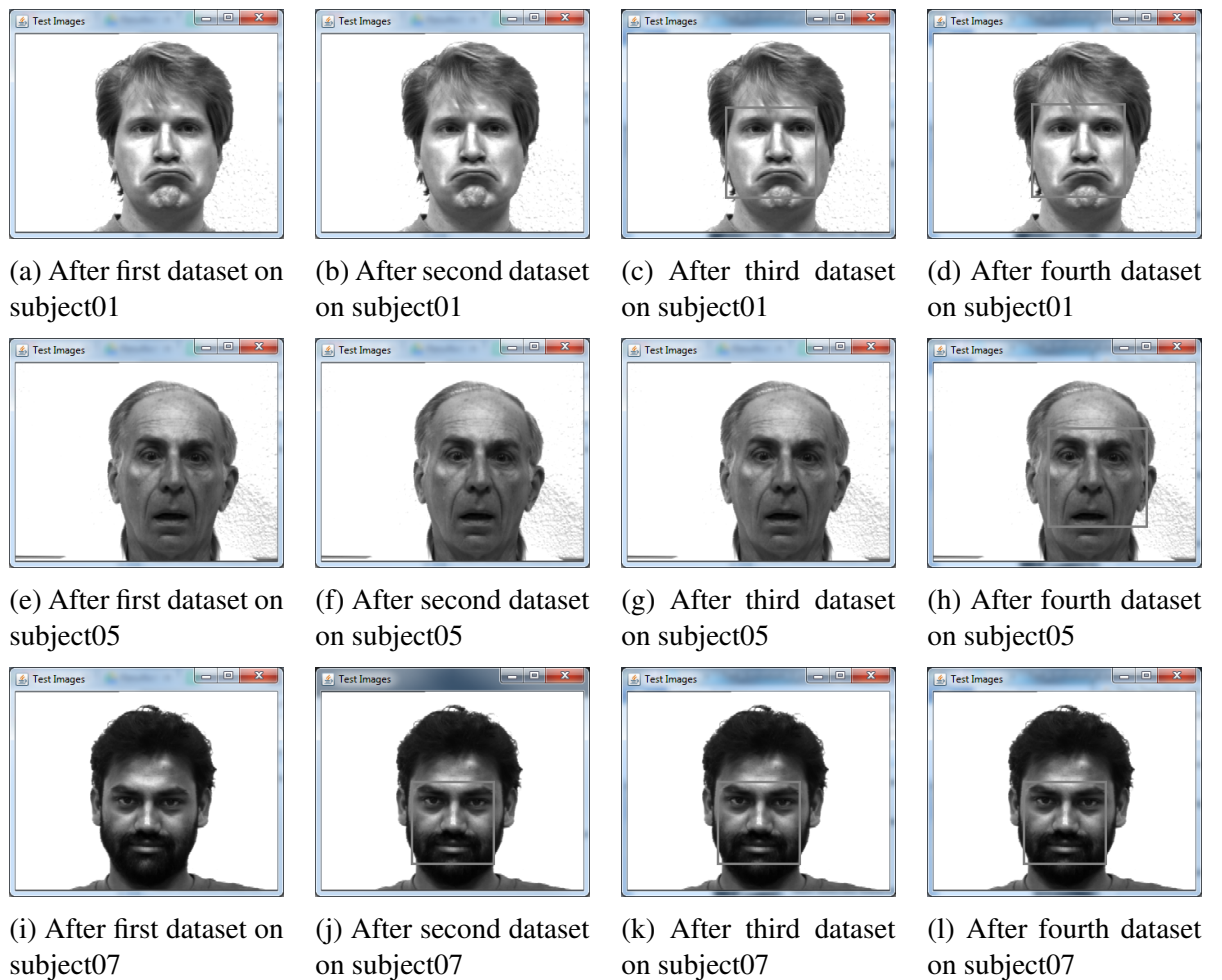 Test Images
Test Images
Test Images
Test Images
(a) After first dataset on
subject01
(b) After second dataset
on subject01
(c) After third dataset
on subject01
(d) After fourth dataset
on subject01
Test Images
Test Images
Test Images
Test Images
(e) After first dataset on
subject05
(f) After second dataset
on subject05
(g) After third dataset
on subject05
(h) After fourth dataset
on subject05
Test Images
Test Images
Test Images
Test Images
(i) After first dataset on
subject07
(j) After second dataset
on subject07
(k) After third dataset
on subject07
(l) After fourth dataset
on subject07